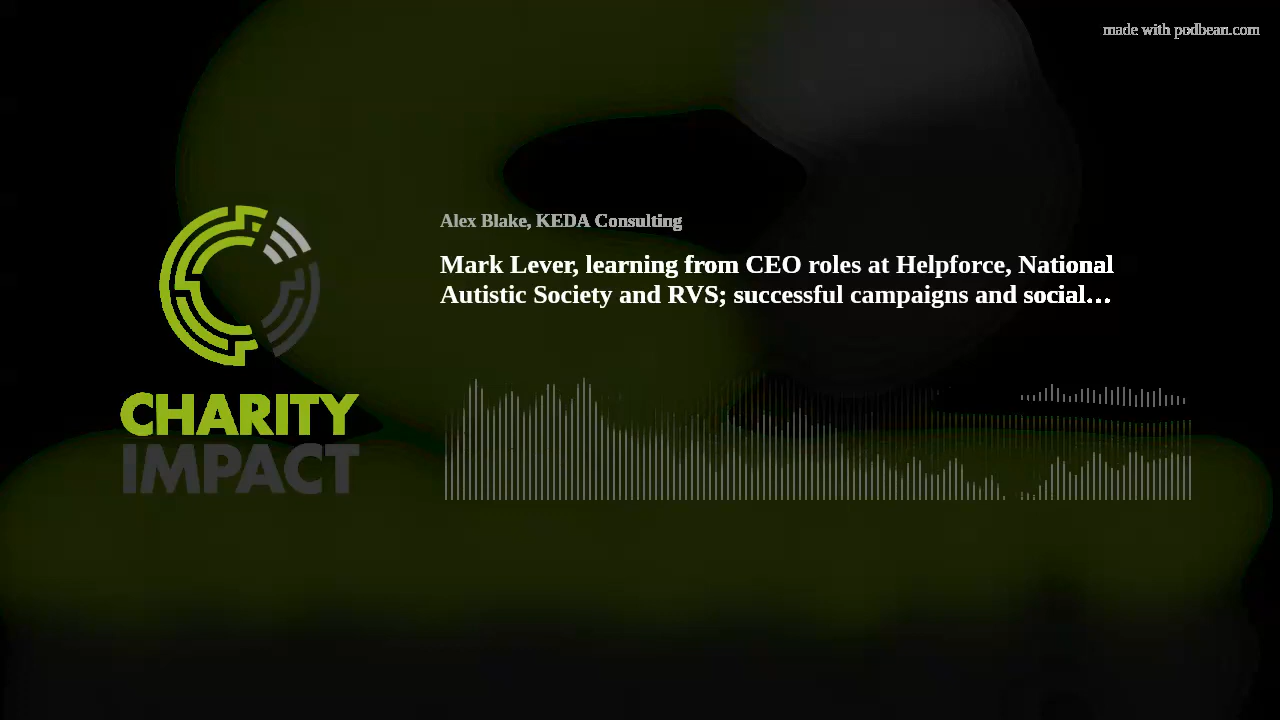 made with podbean.com
Alex Blake, KEDA Consulting
Mark Lever, learning from CEO roles at Helpforce, National
Autistic Society and RVS; successful campaigns and social…
CHARITY
IMPACT